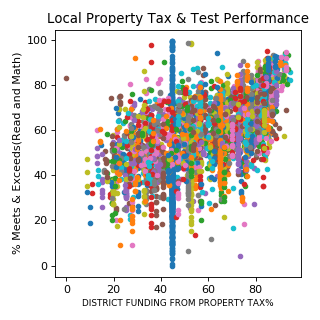 Local Property Tax & Test Performance
100
80
60
40
20
0
% Meets & Exceeds(Read and Math)
0 20 40 60 80
DISTRICT FUNDING FROM PROPERTY TAX%